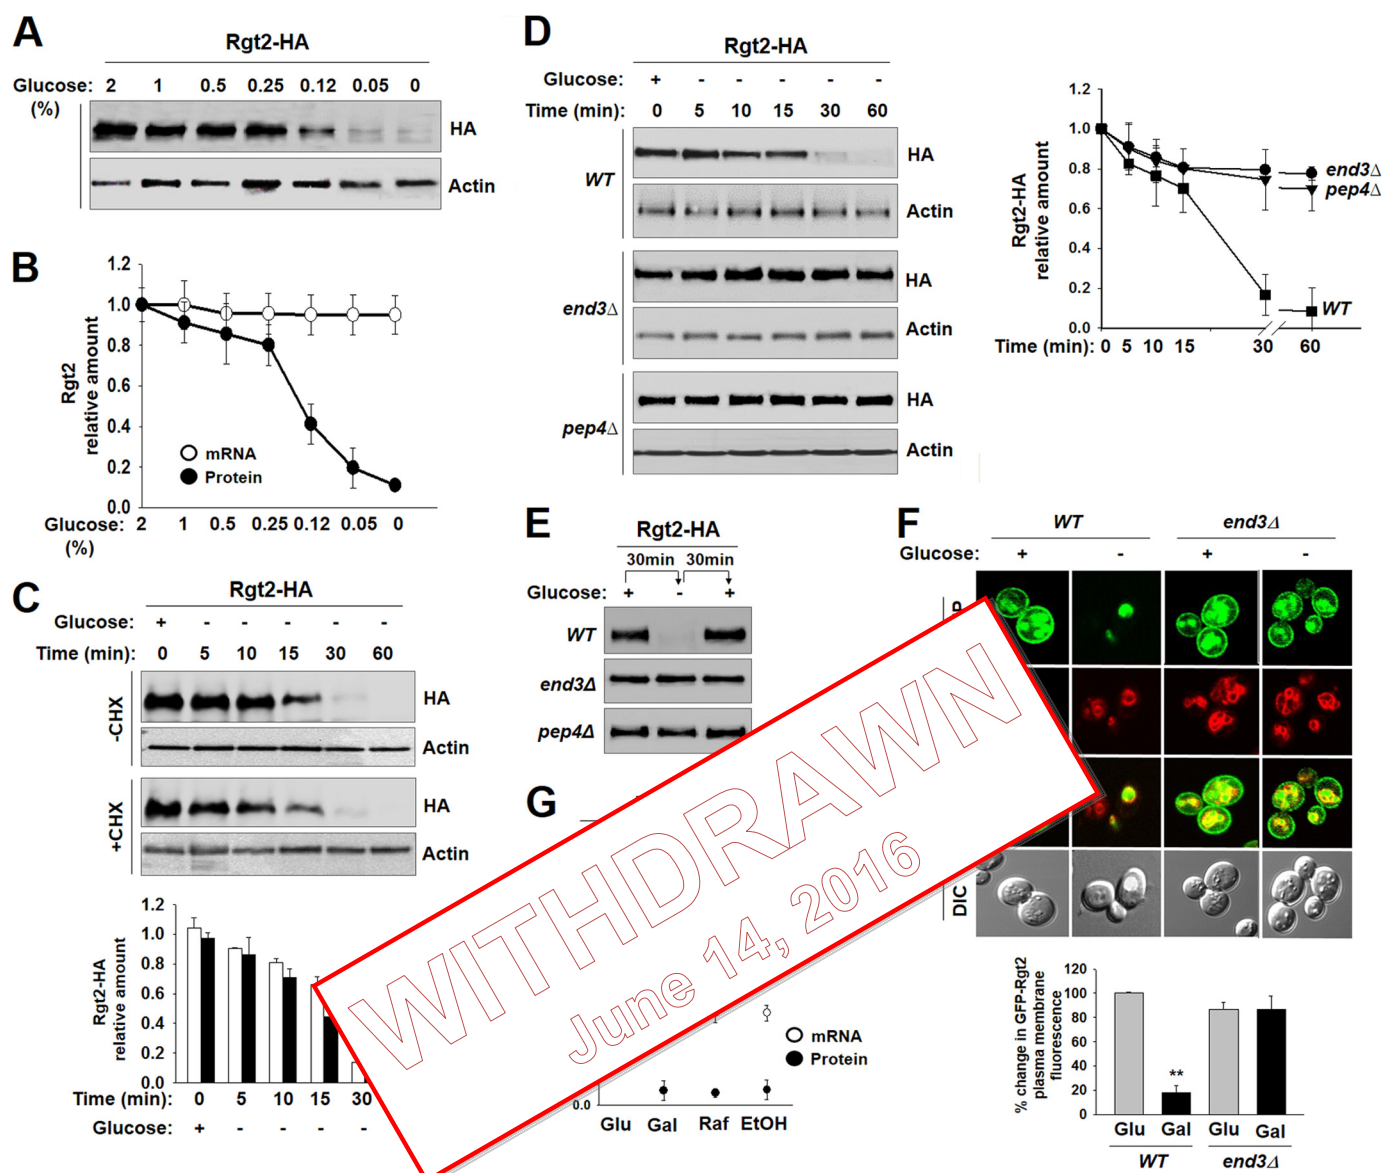 A
Rgt2-HA
Glucose: 2 1 0.5 0.25 0.12 0.05 0
(%)
HA
Actin
B
1.2
1.0
0.8
0.6
0.4
0.2
0.0
Rgt2
relative amount
mRNA
Protein
Glucose: 2 1 0.5 0.25 0.12 0.05 0
(%)
C
Rgt2-HA
Glucose: + - - - - -
Time (min): 0 5 10 15 30 60
-CHX
HA
Actin
+CHX
HA
Actin
1.2
1.0
0.8
0.6
0.4
0.2
0.0
Rgt2-HA
relative amount
Time (min): 0 5 10 15 30
Glucose: + - - - -
D
Rgt2-HA
Glucose: + - - - - -
Time (min): 0 5 10 15 30 60
WT
HA
Actin
end3Δ
HA
Actin
pep4Δ
HA
Actin
1.2
1.0
0.8
0.6
0.4
0.2
0.0
Rgt2-HA
relative amount
end3Δ
pep4Δ
WT
Time (min): 0 5 10 15 30 60
E
Rgt2-HA
30min 30min
Glucose: + - +
WT
end3Δ
pep4Δ
F
WT end3Δ
Glucose: + - + -
DIC
120
100
80
60
40
20
0
% change in GFP-Rgt2
plasma membrane
fluorescence
**
Glu Gal Glu Gal
WT end3Δ
G
mRNA
Protein
0.0
Glu Gal Raf EtOH
WITHDRAWN
June 14, 2016